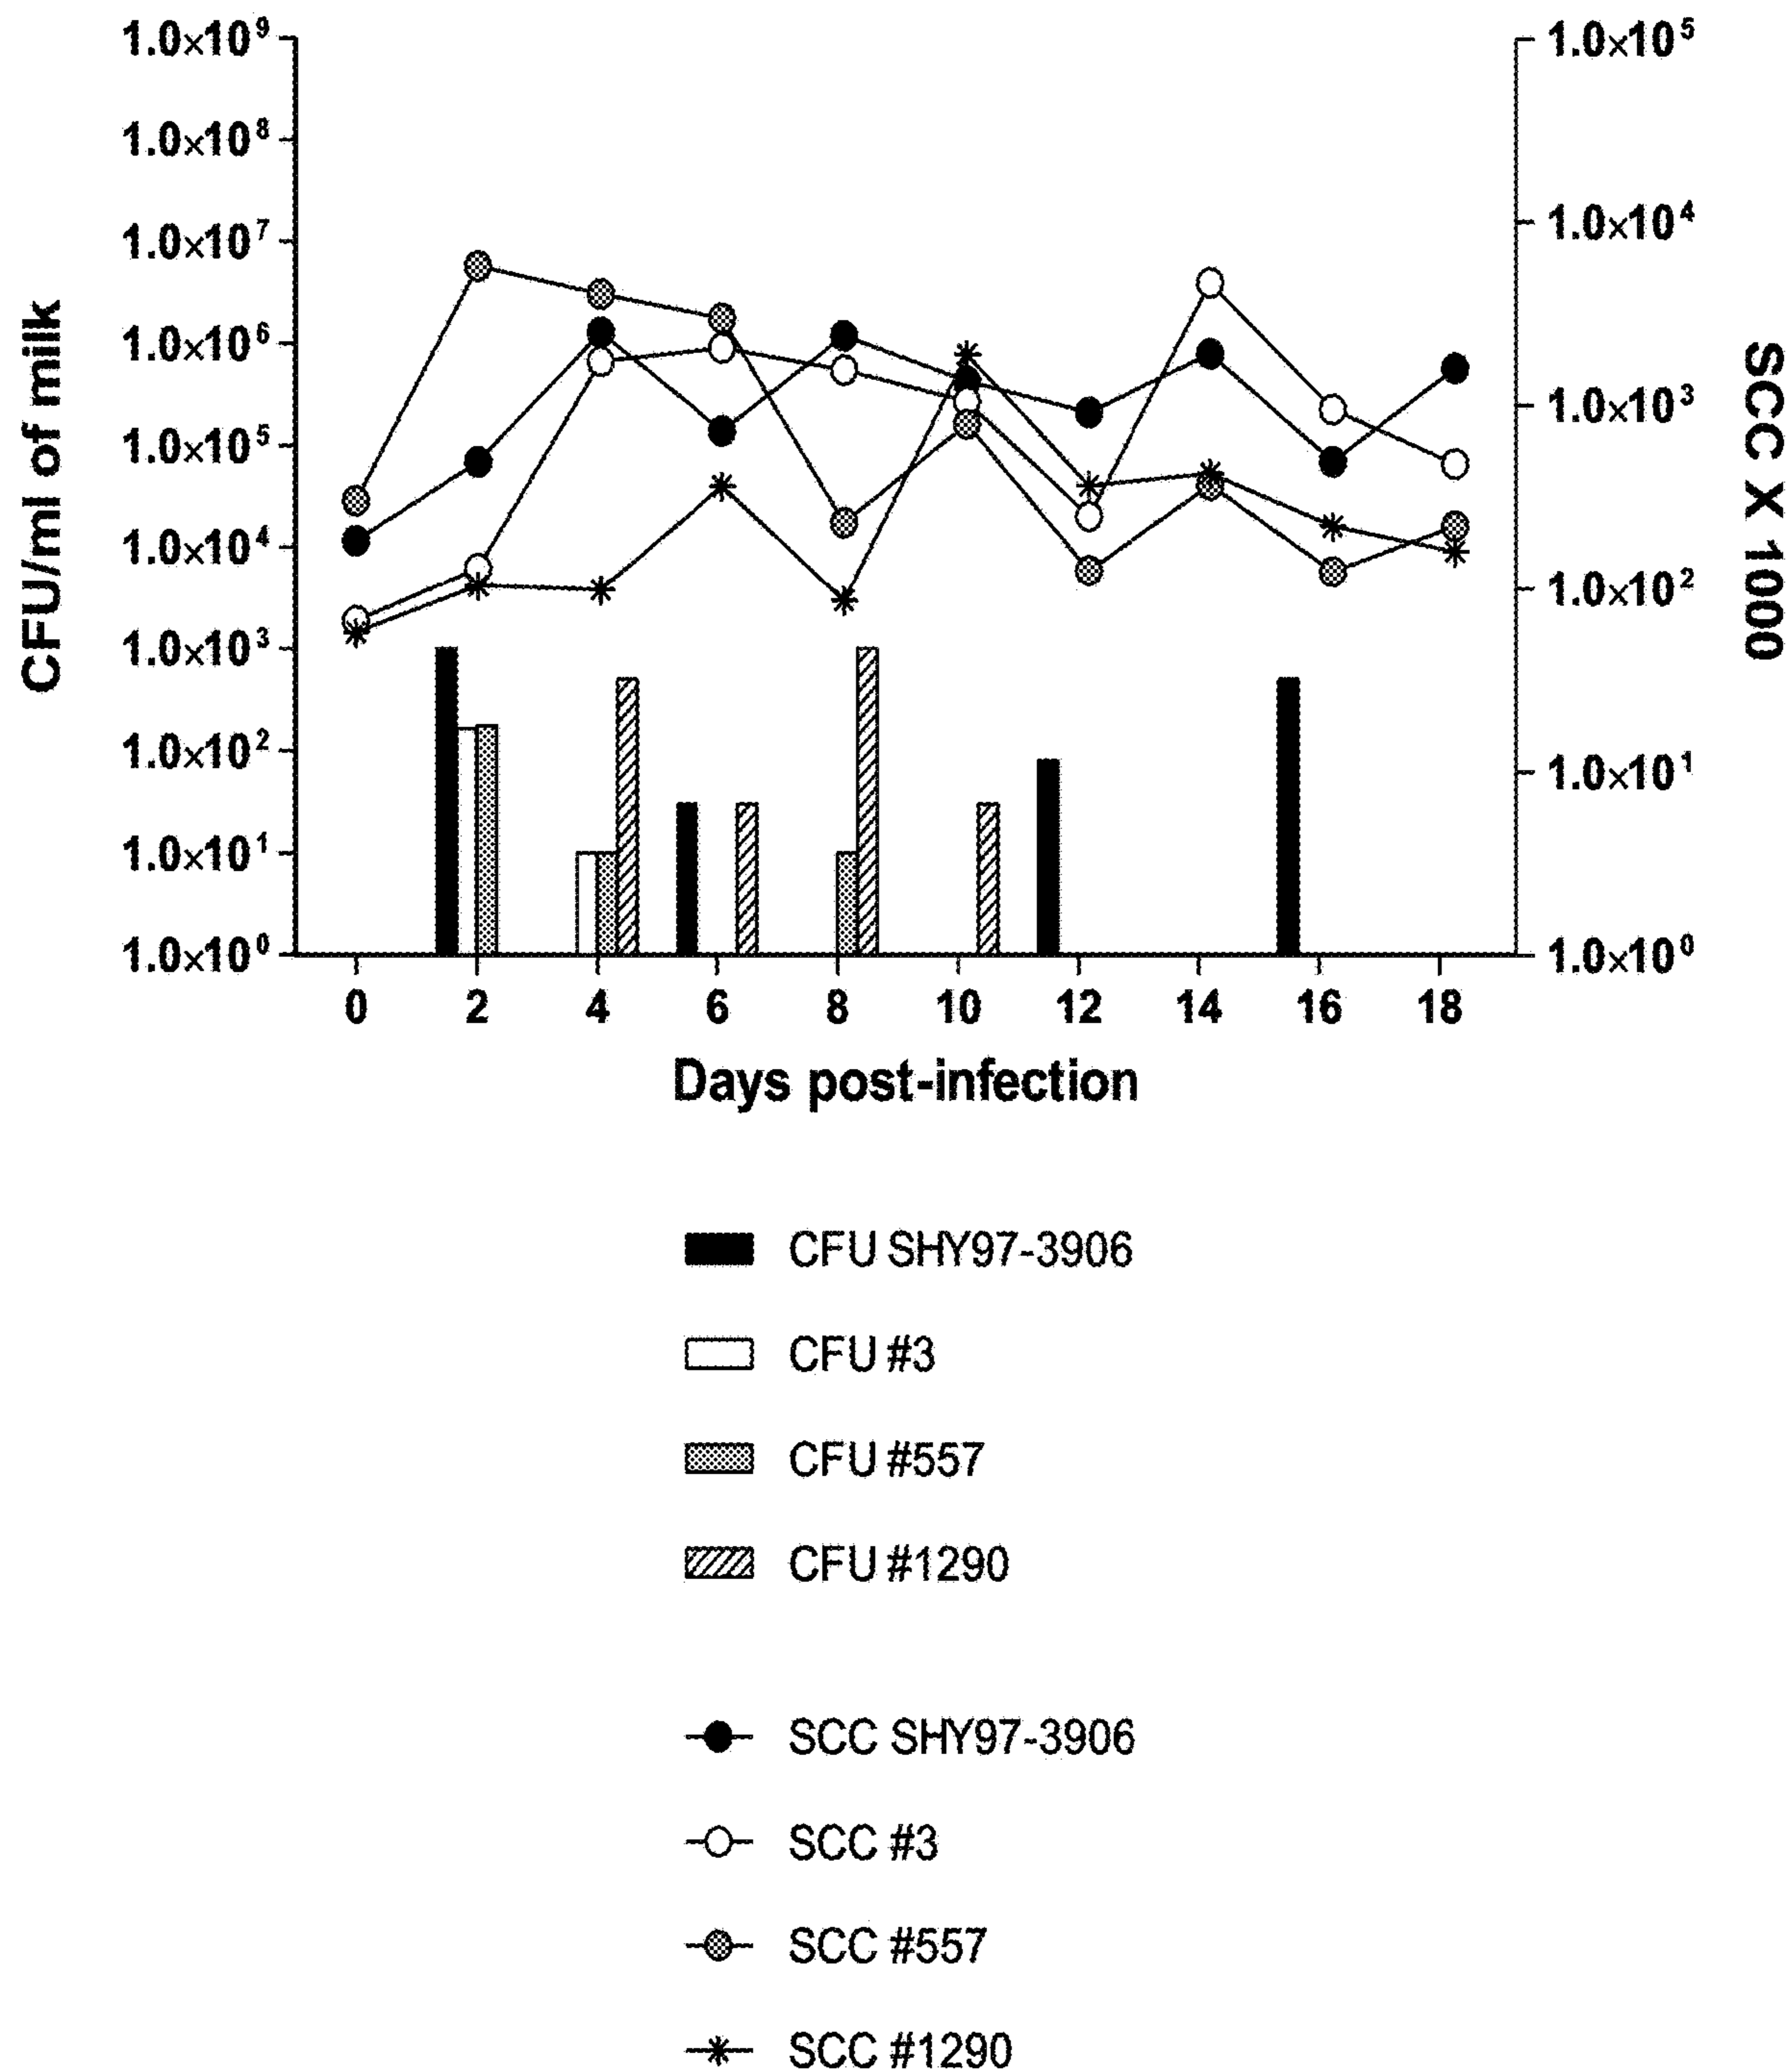 CFU/ml of milk
1.0×10⁹
1.0×10⁸
1.0×10⁷
1.0×10⁶
1.0×10⁵
1.0×10⁴
1.0×10³
1.0×10²
1.0×10¹
1.0×10⁰
1.0×10⁵
1.0×10⁴
1.0×10³
1.0×10²
1.0×10¹
1.0×10⁰
SCC X 1000
0 2 4 6 8 10 12 14 16 18
Days post-infection
CFU SHY97-3906
CFU #3
CFU #557
CFU #1290
SCC SHY97-3906
SCC #3
SCC #557
SCC #1290